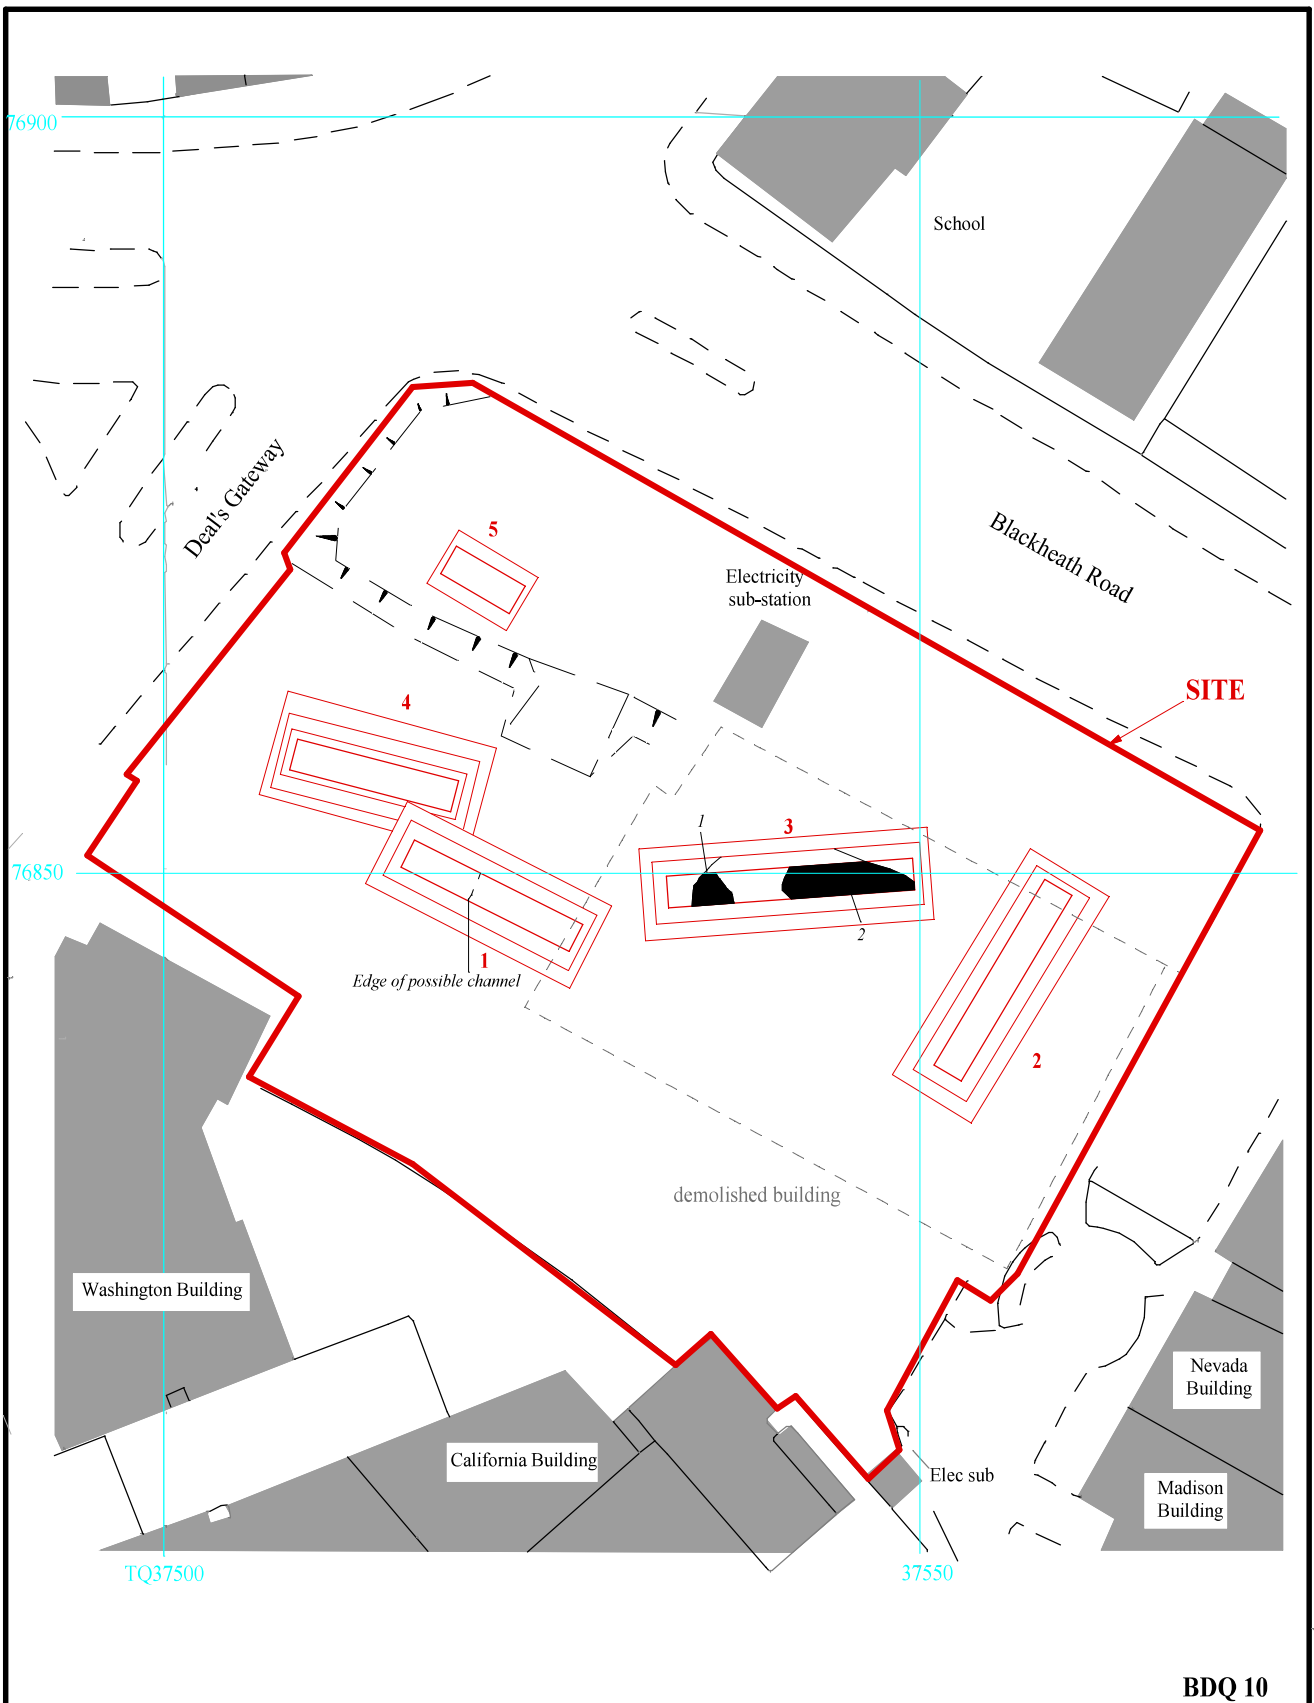 76900
School
Deal's Gateway
5
Blackheath Road
Electricity
sub-station
SITE
4
1
3
76850
2
1
Edge of possible channel
2
demolished building
Washington Building
Nevada
Building
California Building
Elec sub
Madison
Building
TQ37500
37550
BDQ 10